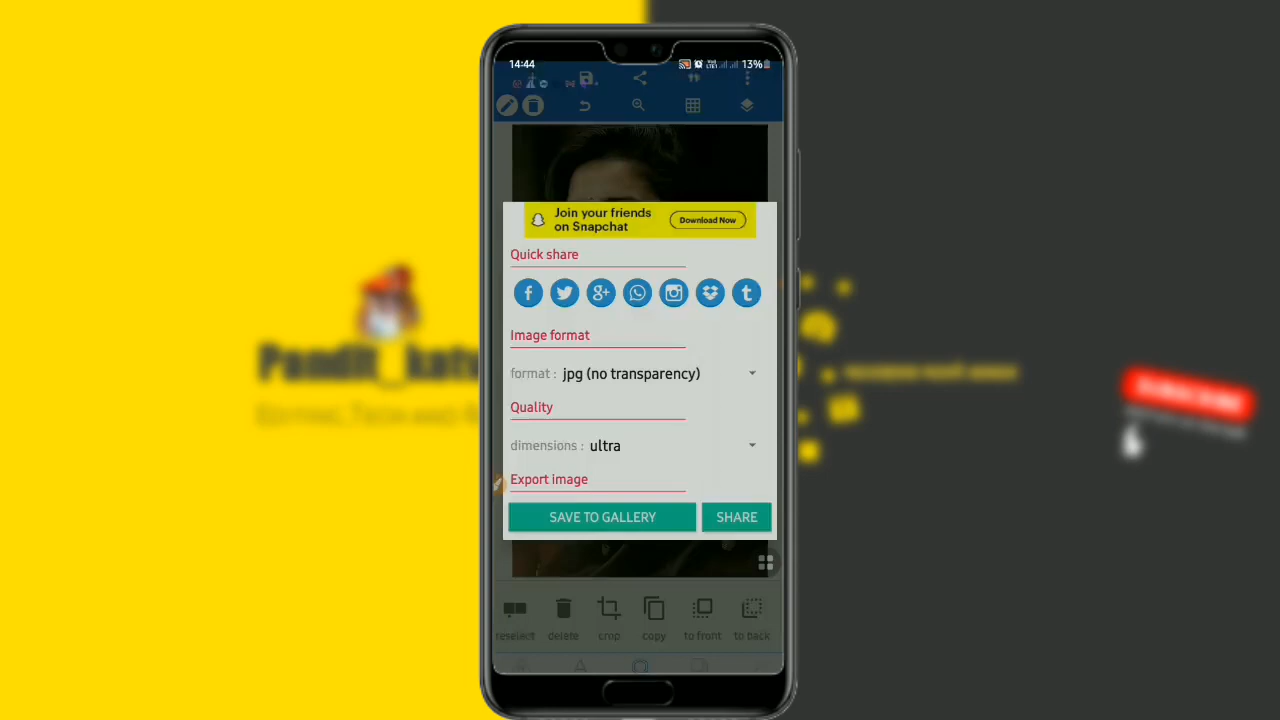 14:44
13%
Join your friends
on Snapchat
Download Now
Quick share
Image format
format : jpg (no transparency)
Quality
dimensions : ultra
Export image
SAVE TO GALLERY
SHARE
reselect
delete
crop
copy
to front
to back
SUBSCRIBE